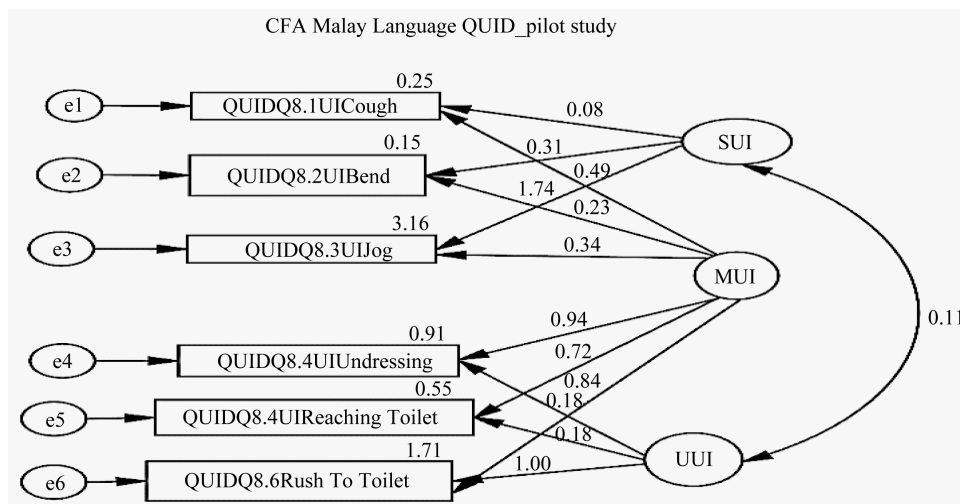 CFA Malay Language QUID_pilot study
0.25
e1
QUIDQ8.1UICough
0.08
SUI
0.15
0.31
e2
QUIDQ8.2UIBend
0.49
1.74
0.23
3.16
e3
QUIDQ8.3UIJog
0.34
MUI
0.11
0.94
0.91
e4
QUIDQ8.4UIUndressing
0.72
0.84
0.55
0.18
e5
QUIDQ8.4UIReaching Toilet
0.18
UUI
1.71
1.00
e6
QUIDQ8.6Rush To Toilet